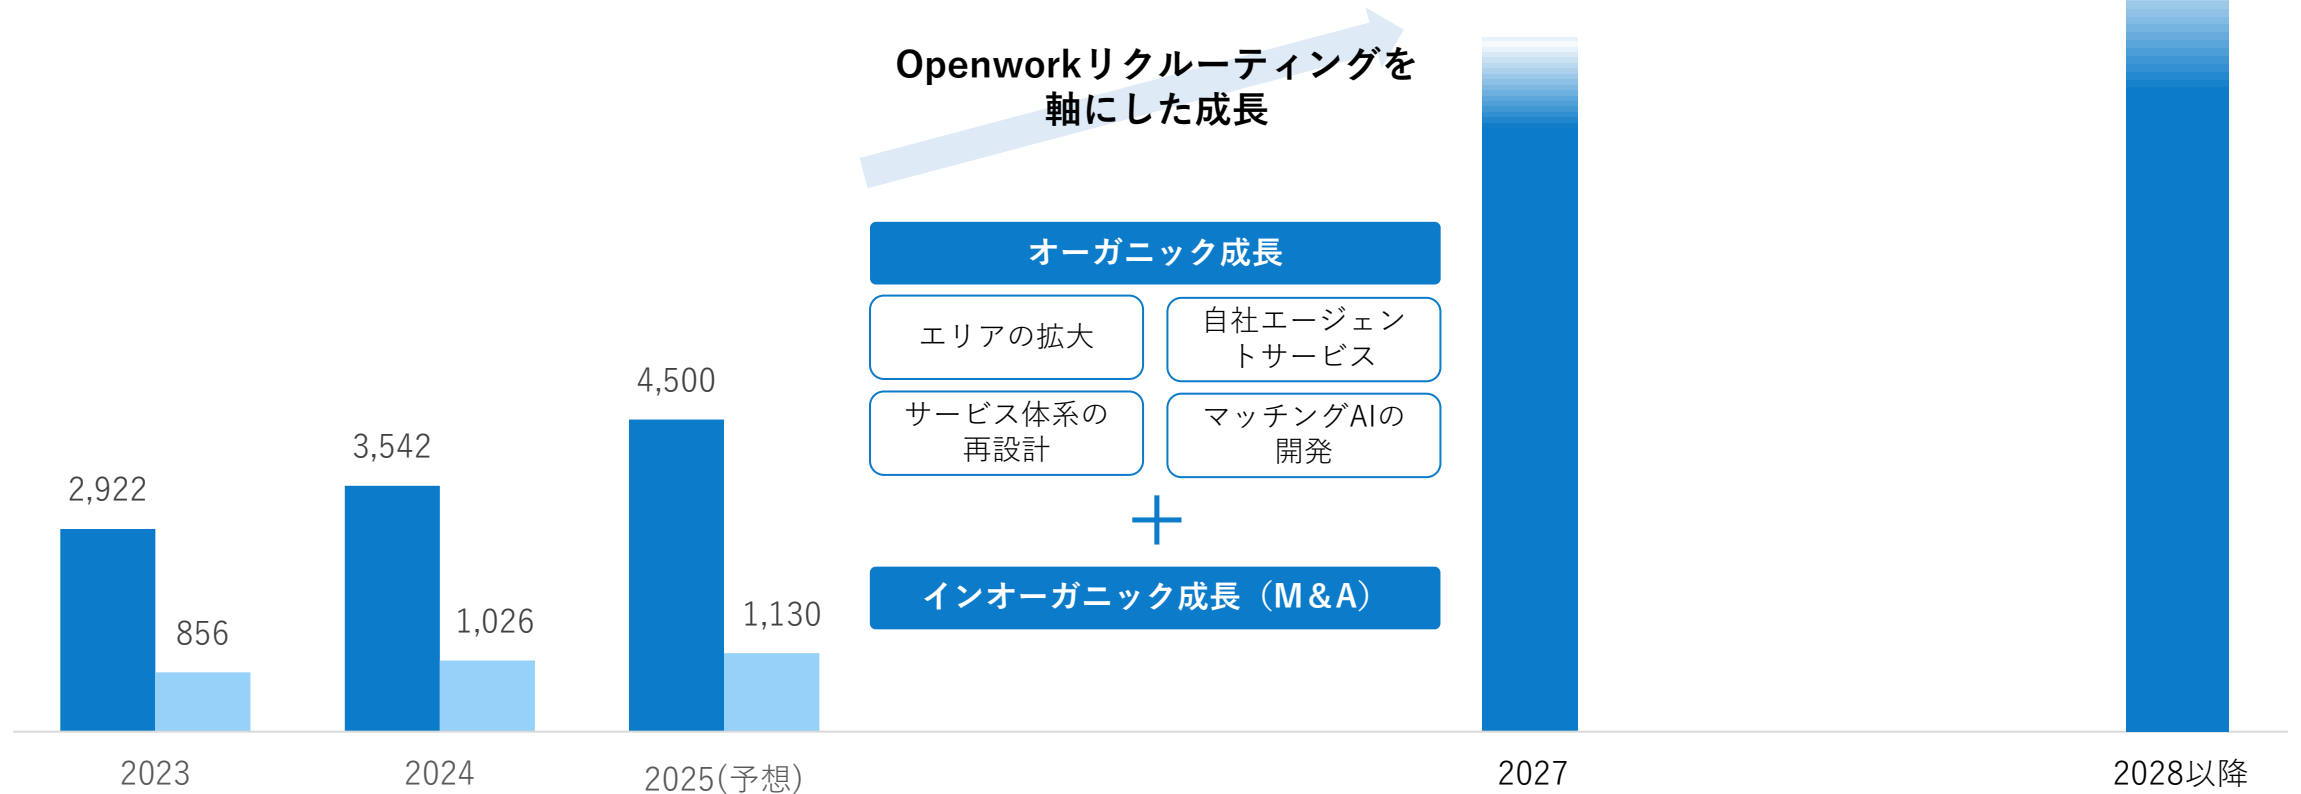 Openworkリクルーティングを
軸にした成長
オーガニック成長
エリアの拡大
自社エージェン
トサービス
サービス体系の
再設計
マッチングAIの
開発
インオーガニック成長（M＆A）
2,922
856
3,542
1,026
4,500
1,130
2023
2024
2025(予想)
2027
2028以降